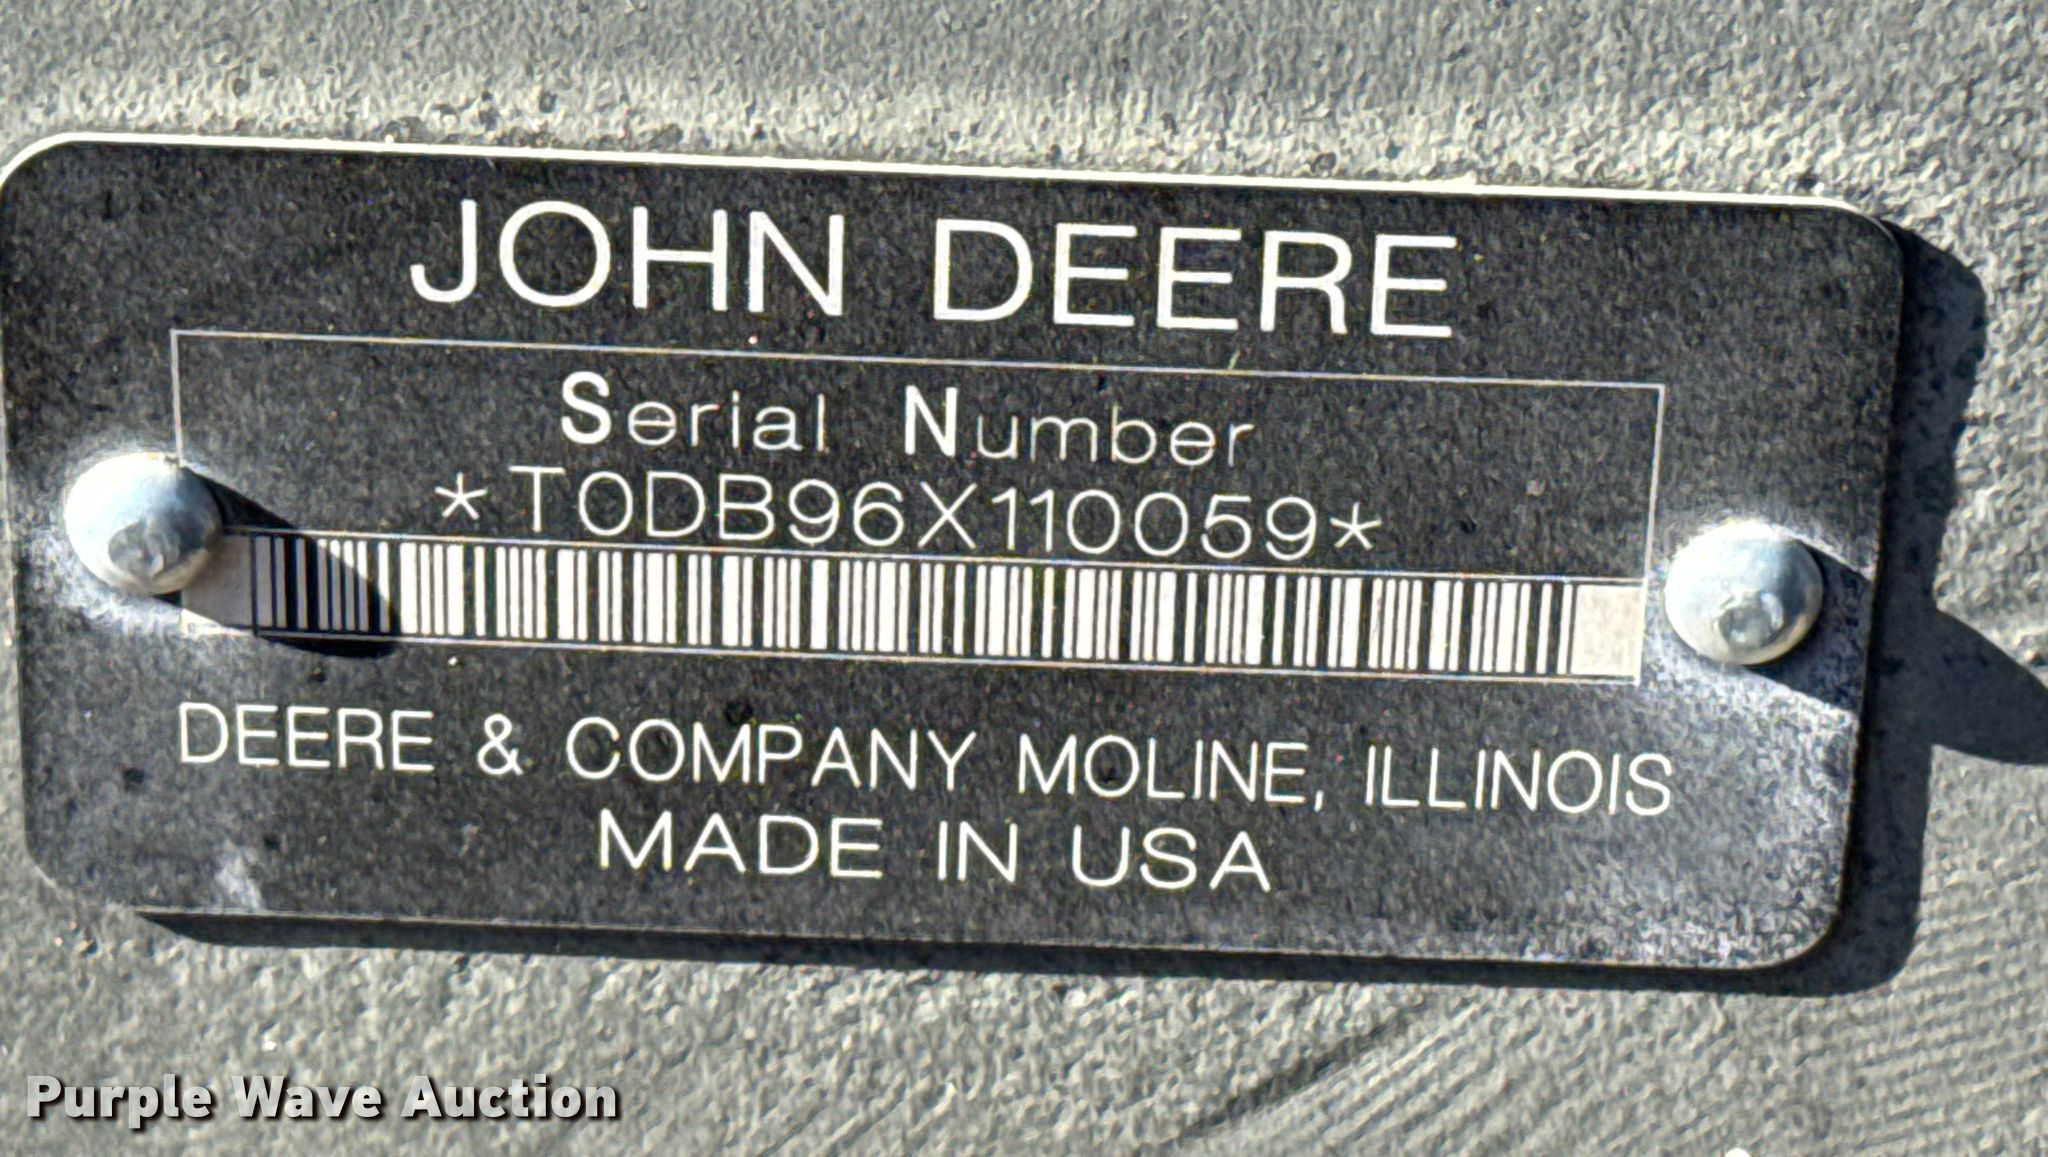 JOHN DEERE
Serial Number
*T0DB96X110059*
DEERE & COMPANY MOLINE, ILLINOIS
MADE IN USA
Purple Wave Auction